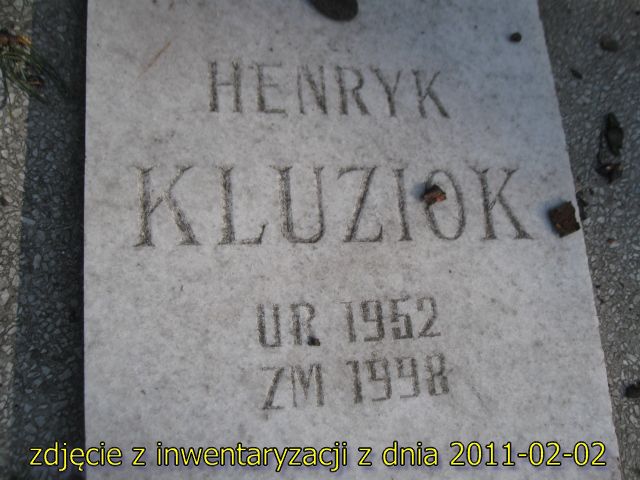 HENRYK
KLUZIOK
UR 1952
ZM 1998
zdjęcie z inwentaryzacji z dnia 2011-02-02